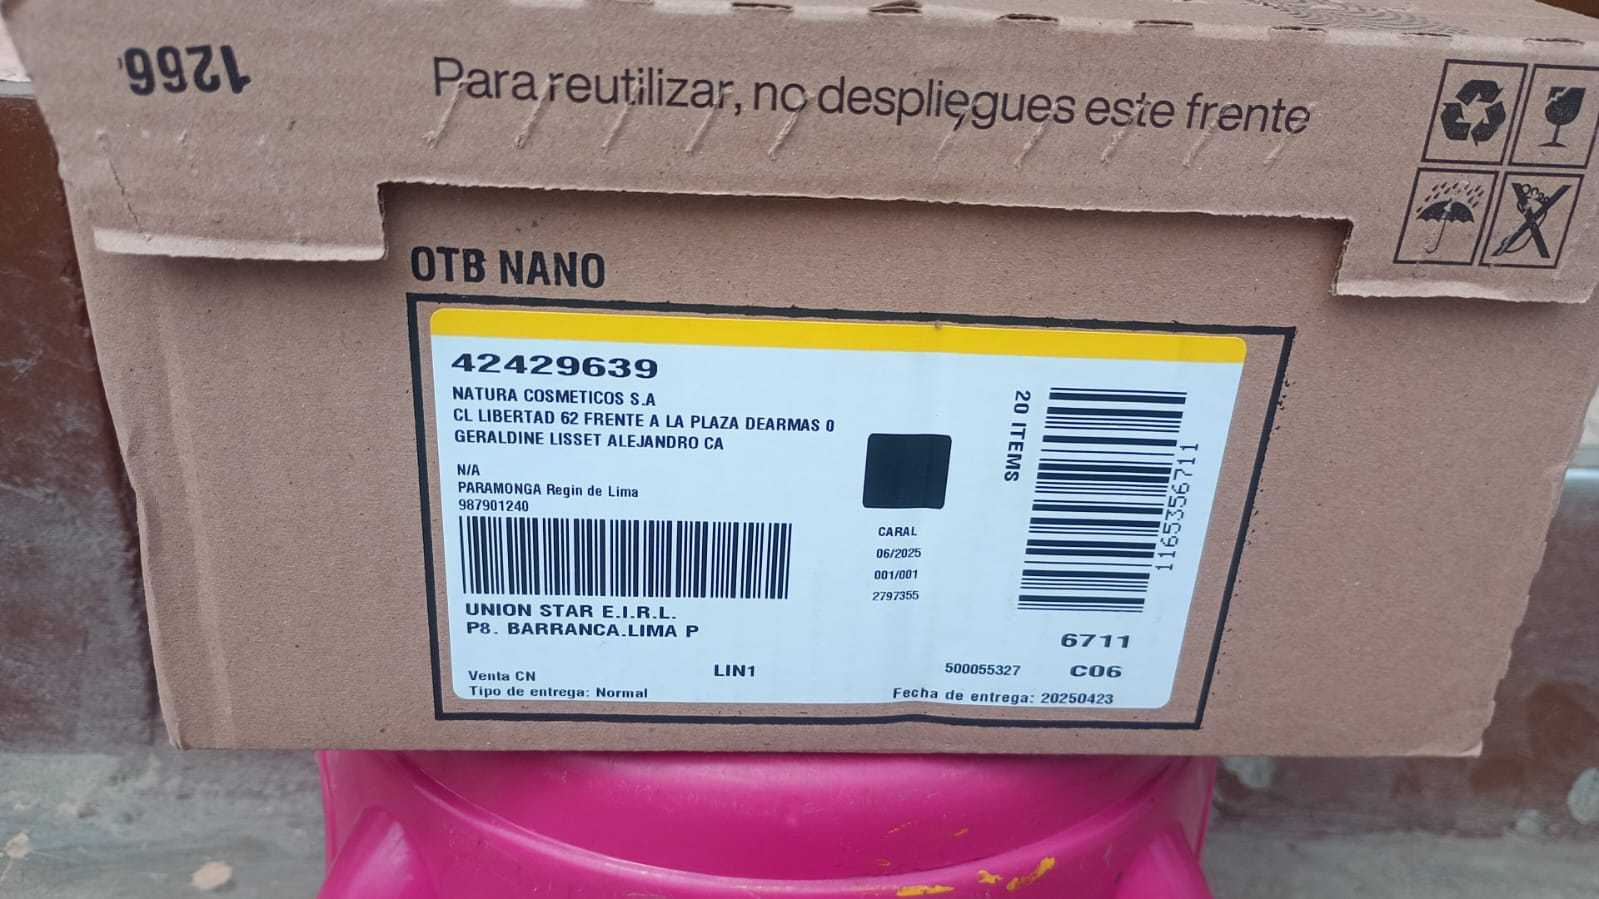 1266
Para reutilizar, no despliegues este frente
OTB NANO
42429639
NATURA COSMETICOS S.A
CL LIBERTAD 62 FRENTE A LA PLAZA DEARMAS 0
GERALDINE LISSET ALEJANDRO CA
N/A
PARAMONGA Regin de Lima
987901240
UNION STAR E.I.R.L.
P8. BARRANCA.LIMA P
Venta CN
Tipo de entrega: Normal
LIN1
CARAL
06/2025
001/001
2797355
20 ITEMS
1165356711
6711
500055327 C06
Fecha de entrega: 20250423